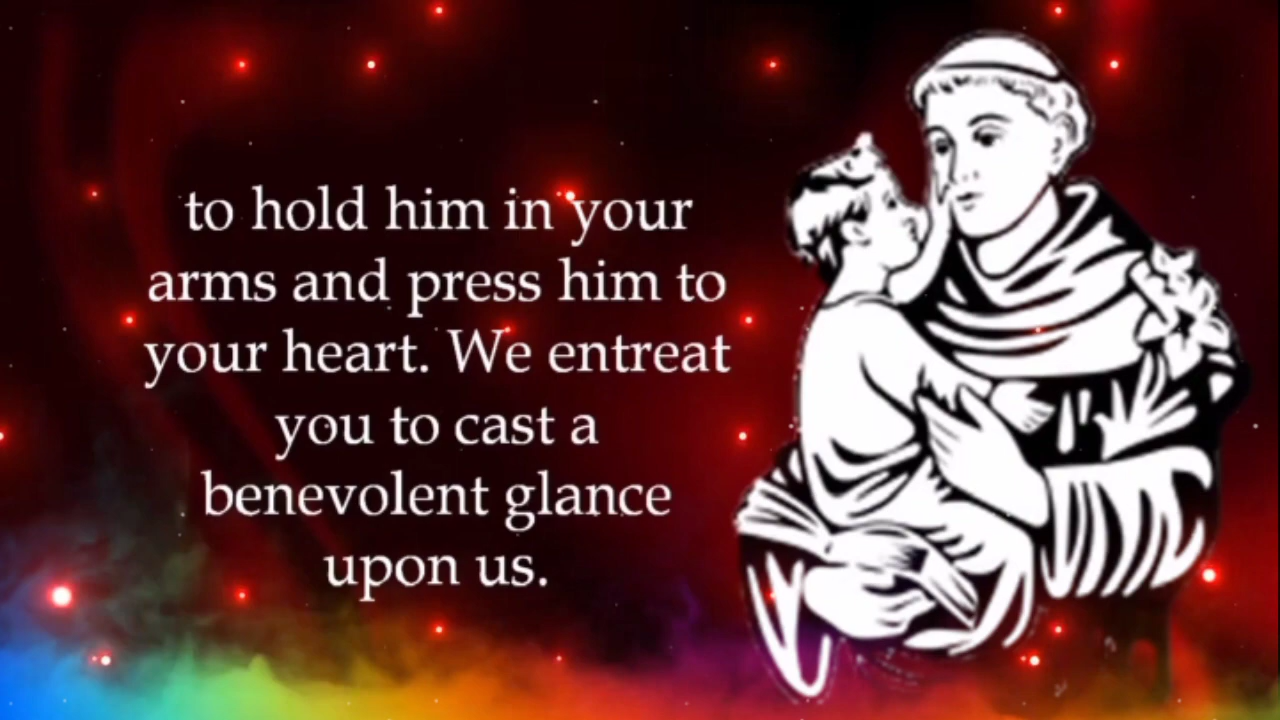 to hold him in your
arms and press him to
your heart. We entreat
you to cast a
benevolent glance
upon us.